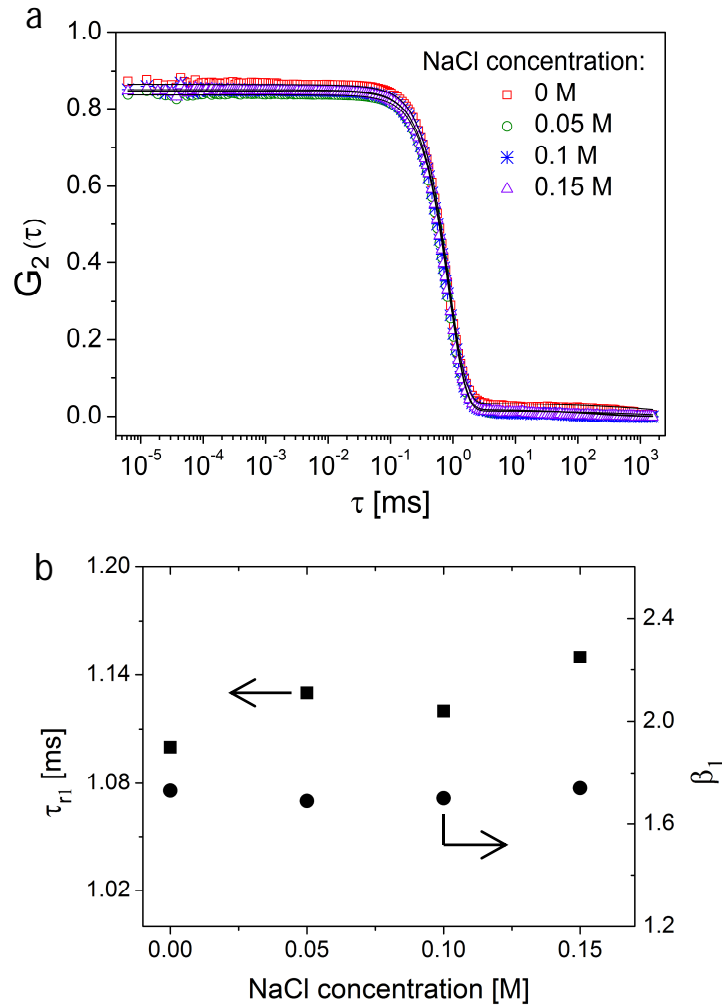 a
1.0
0.8
0.6
0.4
0.2
0.0
G₂(τ)
NaCl concentration:
0 M
0.05 M
0.1 M
0.15 M
10⁻⁵ 10⁻⁴ 10⁻³ 10⁻² 10⁻¹ 10⁰ 10¹ 10² 10³
τ [ms]
b
1.20
1.14
1.08
1.02
τr1 [ms]
2.4
2.0
1.6
1.2
β₁
0.00 0.05 0.10 0.15
NaCl concentration [M]